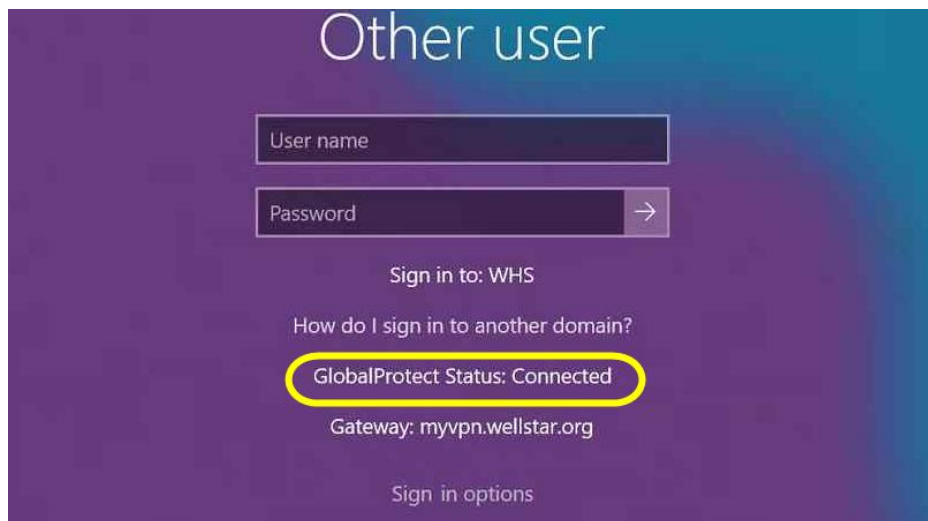 Other user
User name
Password
Sign in to: WHS
How do I sign in to another domain?
GlobalProtect Status: Connected
Gateway: myvpn.wellstar.org
Sign in options